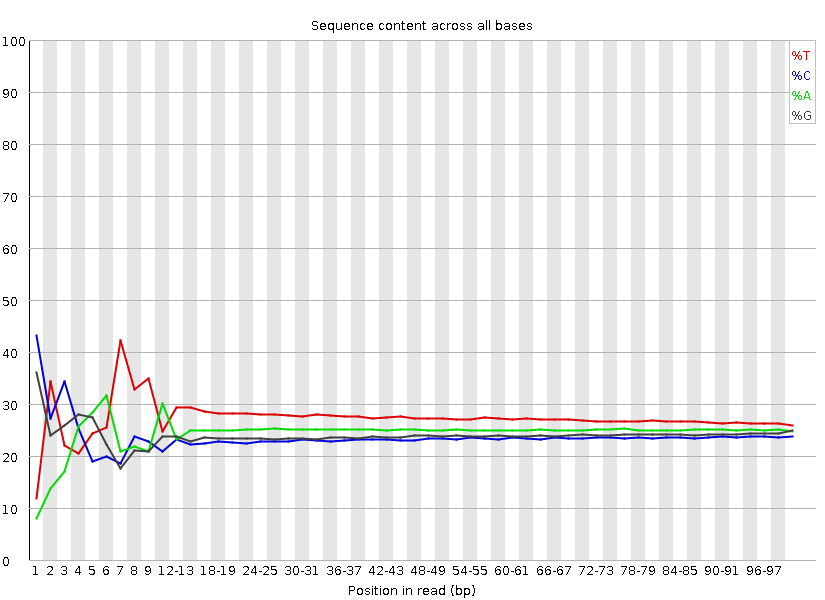 Sequence content across all bases
100
90
80
70
60
50
40
30
20
10
0
%T
%C
%A
%G
1 2 3 4 5 6 7 8 9 12-13 18-19 24-25 30-31 36-37 42-43 48-49 54-55 60-61 66-67 72-73 78-79 84-85 90-91 96-97
Position in read (bp)